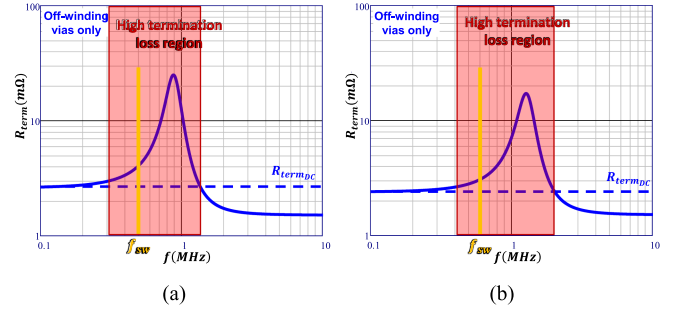 Off-winding
vias only
High termination
loss region
100
10
1
R_term(mΩ)
R_termDC
0.1
1
10
f_sw
f(MHz)
(a)
Off-winding
vias only
High termination
loss region
100
10
1
R_term(mΩ)
R_termDC
0.1
1
10
f_sw
f(MHz)
(b)